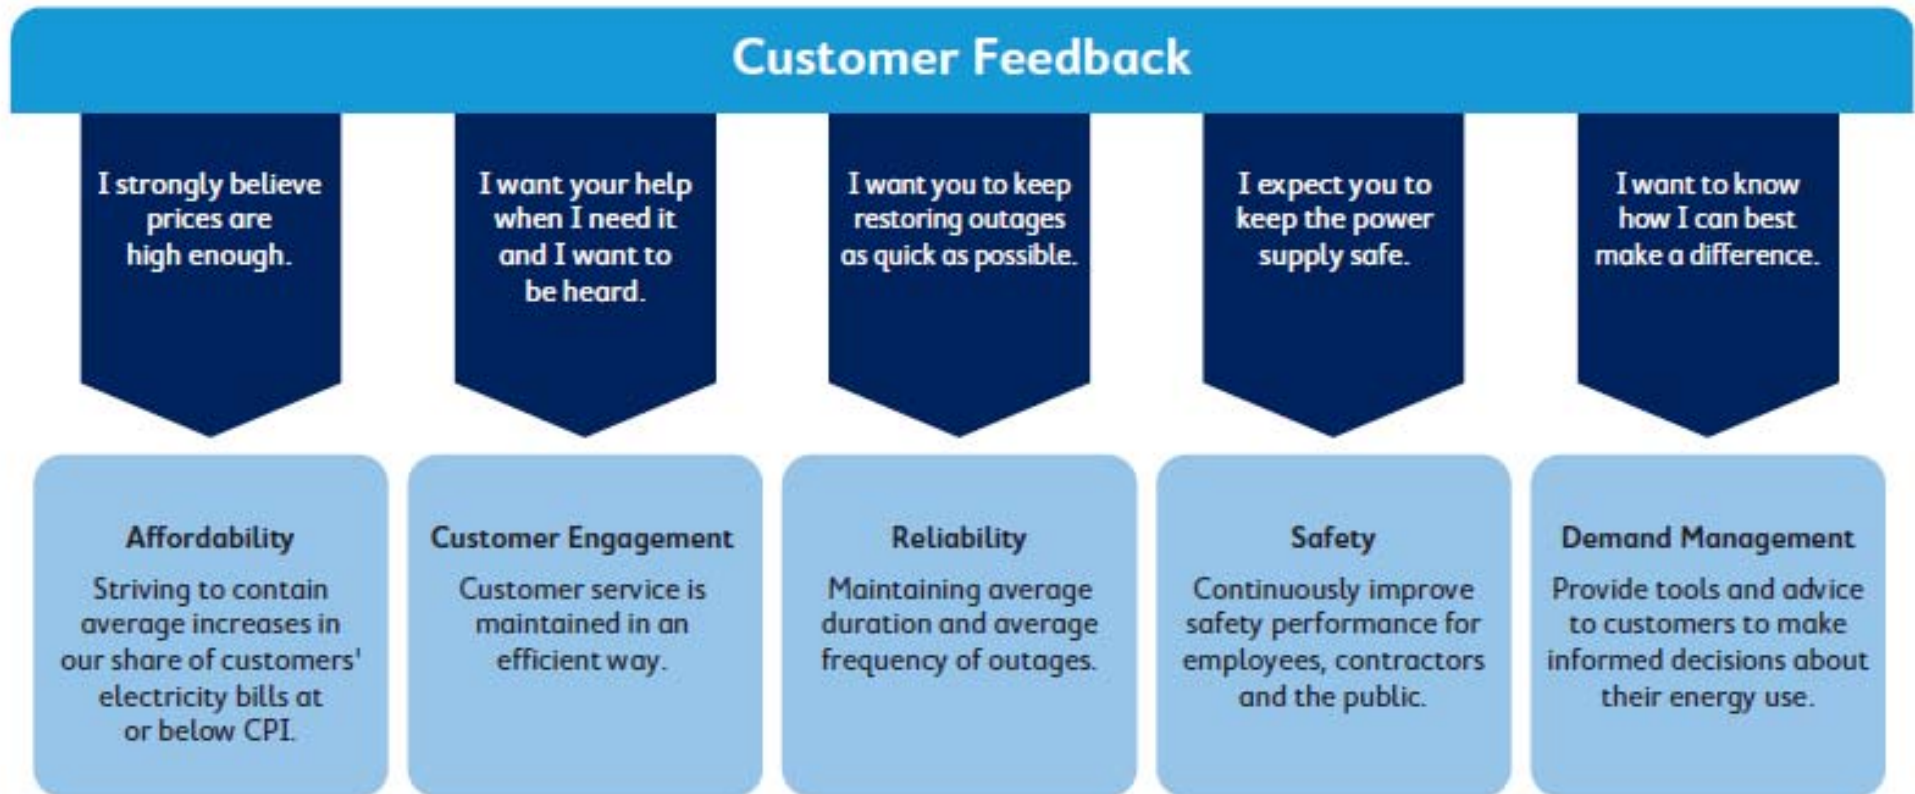 Customer Feedback
I strongly believe
prices are
high enough.
I want your help
when I need it
and I want to
be heard.
I want you to keep
restoring outages
as quick as possible.
I expect you to
keep the power
supply safe.
I want to know
how I can best
make a difference.
Affordability
Striving to contain
average increases in
our share of customers'
electricity bills at
or below CPI.
Customer Engagement
Customer service is
maintained in an
efficient way.
Reliability
Maintaining average
duration and average
frequency of outages.
Safety
Continuously improve
safety performance for
employees, contractors
and the public.
Demand Management
Provide tools and advice
to customers to make
informed decisions about
their energy use.